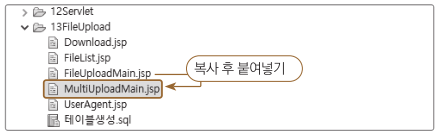 12Servlet
13FileUpload
Download.jsp
FileList.jsp
FileUploadMain.jsp
복사 후 붙여넣기
MultiUploadMain.jsp
UserAgent.jsp
테이블생성.sql